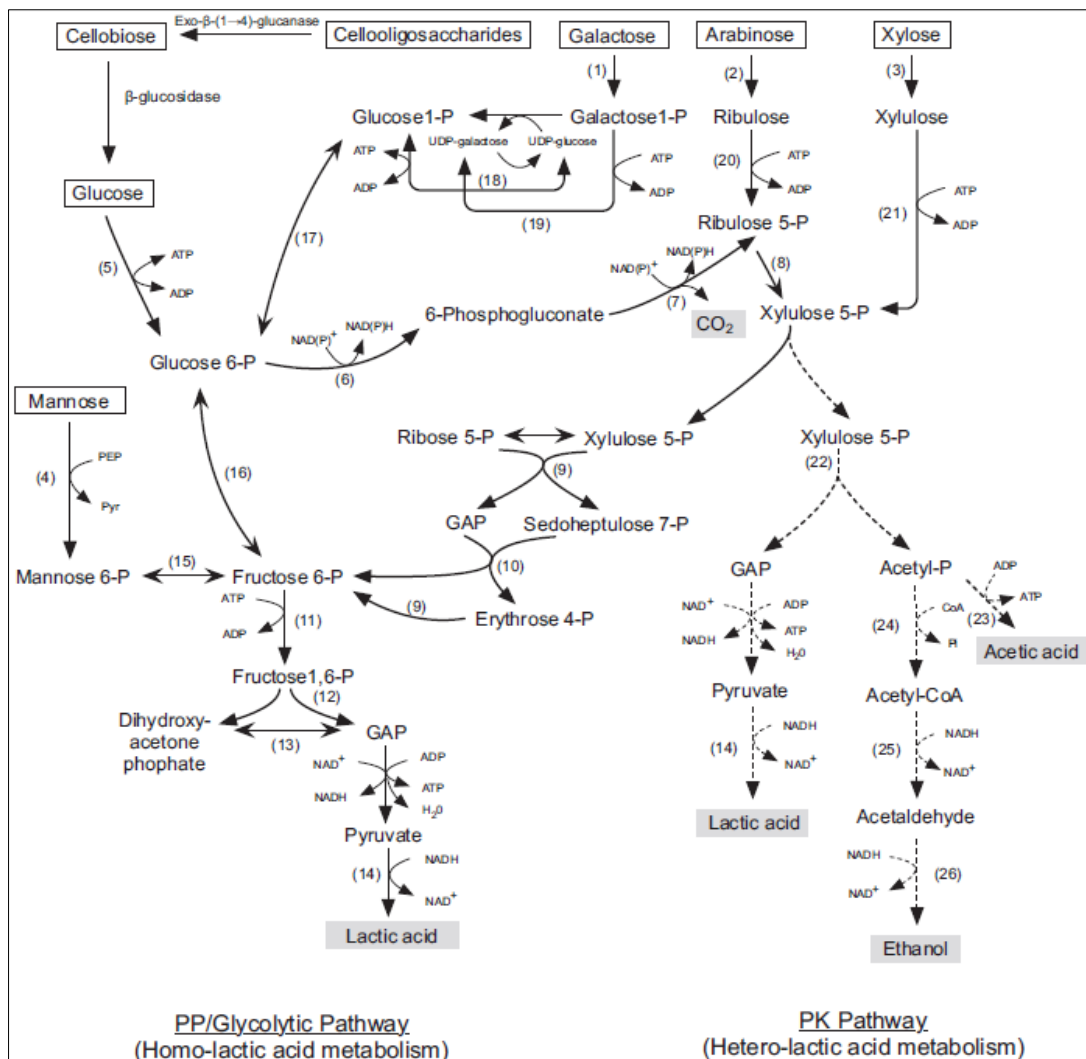 Exo-β-(1→4)-glucanase
Cellobiose
Cellooligosaccharides
Galactose
Arabinose
Xylose
(1)
(2)
(3)
β-glucosidase
Glucose1-P
Galactose1-P
Ribulose
Xylulose
UDP-galactose
UDP-glucose
ATP
ADP
(18)
ATP
ADP
(20)
ATP
ADP
(21)
ATP
ADP
Glucose
(19)
Ribulose 5-P
(17)
(5)
ATP
ADP
(8)
NAD(P)+
NAD(P)H
(7)
6-Phosphogluconate
CO2
Xylulose 5-P
NAD(P)+
NAD(P)H
Glucose 6-P
(6)
Mannose
Ribose 5-P
Xylulose 5-P
Xylulose 5-P
(4)
PEP
Pyr
(16)
(9)
(22)
GAP
Sedoheptulose 7-P
(15)
(10)
GAP
Acetyl-P
ADP
ATP
Mannose 6-P
Fructose 6-P
ATP
ADP
(11)
(9)
Erythrose 4-P
NAD+
NADH
ADP
ATP
H20
(24)
CoA
Pi
(23)
Acetic acid
Fructose1,6-P
(12)
Pyruvate
Acetyl-CoA
Dihydroxy-
acetone
phophate
(13)
GAP
(14)
NADH
NAD+
(25)
NADH
NAD+
NAD+
NADH
ADP
ATP
H20
Lactic acid
Acetaldehyde
Pyruvate
(14)
NADH
NAD+
NADH
NAD+
(26)
Lactic acid
Ethanol
PP/Glycolytic Pathway
(Homo-lactic acid metabolism)
PK Pathway
(Hetero-lactic acid metabolism)